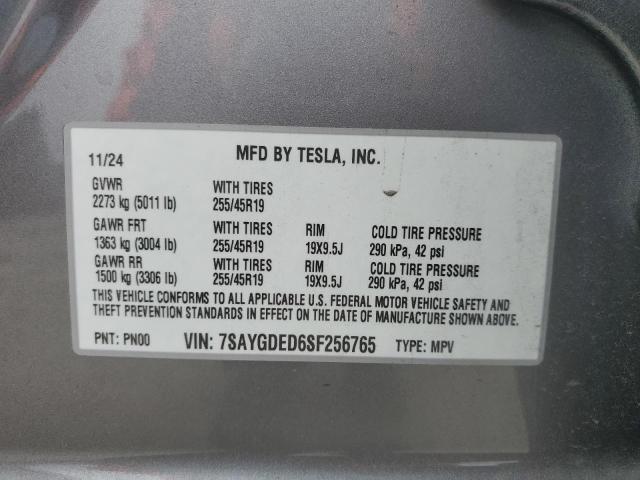 11/24 MFD BY TESLA, INC.
GVWR WITH TIRES
2273 kg (5011 lb) 255/45R19
GAWR FRT WITH TIRES RIM COLD TIRE PRESSURE
1363 kg (3004 lb) 255/45R19 19X9.5J 290 kPa, 42 psi
GAWR RR WITH TIRES RIM COLD TIRE PRESSURE
1500 kg (3306 lb) 255/45R19 19X9.5J 290 kPa, 42 psi
THIS VEHICLE CONFORMS TO ALL APPLICABLE U.S. FEDERAL MOTOR VEHICLE SAFETY AND
THEFT PREVENTION STANDARDS IN EFFECT ON THE DATE OF MANUFACTURE SHOWN ABOVE.
PNT: PN00 VIN: 7SAYGDED6SF256765 TYPE: MPV